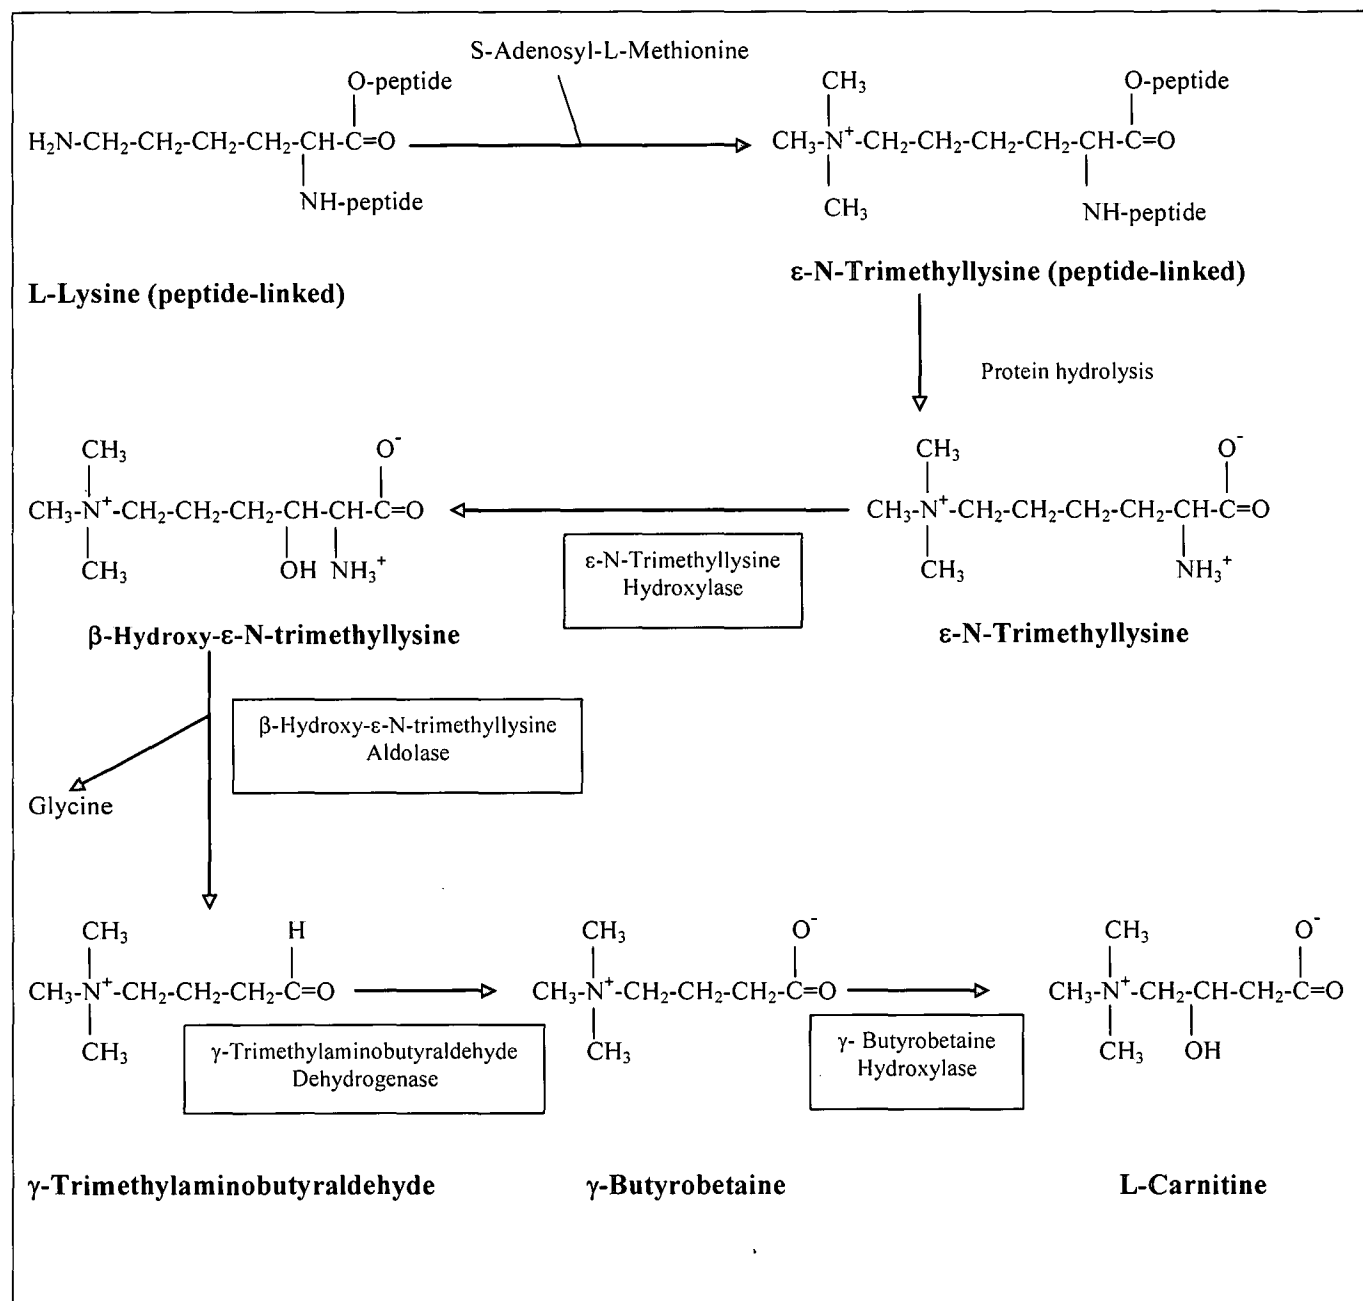 S-Adenosyl-L-Methionine
O-peptide
H₂N-CH₂-CH₂-CH₂-CH₂-CH-C=O
NH-peptide
L-Lysine (peptide-linked)
CH₃
O-peptide
CH₃-N⁺-CH₂-CH₂-CH₂-CH₂-CH-C=O
CH₃
NH-peptide
ε-N-Trimethyllysine (peptide-linked)
Protein hydrolysis
CH₃
O⁻
CH₃-N⁺-CH₂-CH₂-CH₂-CH₂-CH-C=O
CH₃
NH₃⁺
ε-N-Trimethyllysine
ε-N-Trimethyllysine
Hydroxylase
CH₃
O⁻
CH₃-N⁺-CH₂-CH₂-CH₂-CH-CH-C=O
CH₃
OH NH₃⁺
β-Hydroxy-ε-N-trimethyllysine
β-Hydroxy-ε-N-trimethyllysine
Aldolase
Glycine
CH₃
H
CH₃-N⁺-CH₂-CH₂-CH₂-C=O
CH₃
γ-Trimethylaminobutyraldehyde
Dehydrogenase
γ-Trimethylaminobutyraldehyde
CH₃
O⁻
CH₃-N⁺-CH₂-CH₂-CH₂-C=O
CH₃
γ- Butyrobetaine
Hydroxylase
γ-Butyrobetaine
CH₃
O⁻
CH₃-N⁺-CH₂-CH-CH₂-C=O
CH₃ OH
L-Carnitine